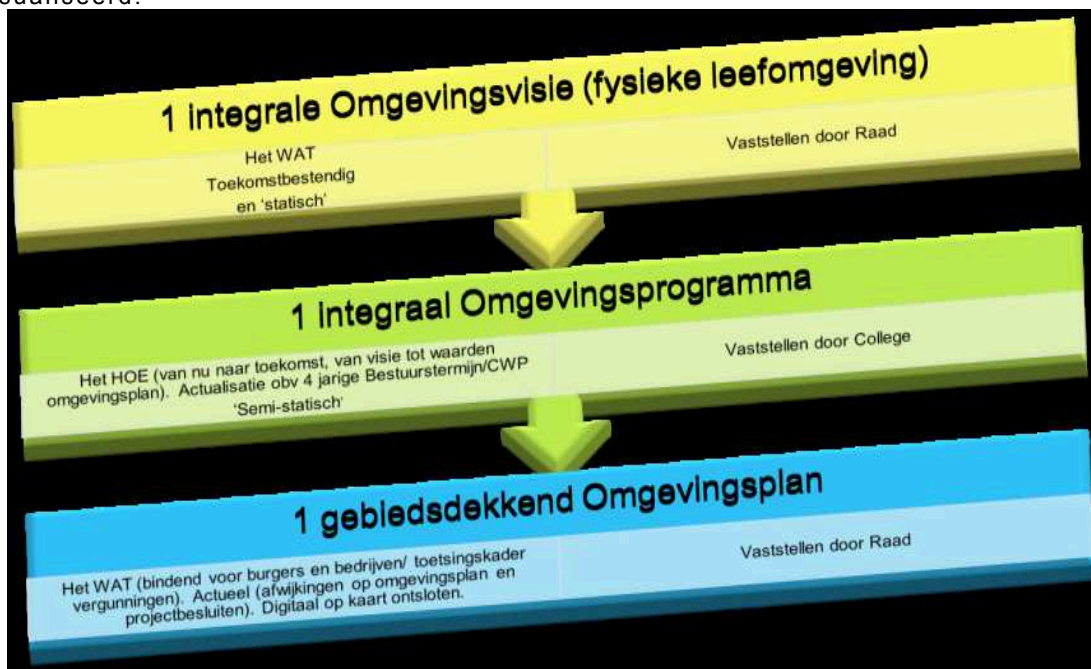 1 integrale Omgevingsvisie (fysieke leefomgeving)
Het WAT
Toekomstbestendig
en ‘statisch’
Vaststellen door Raad
1 integraal Omgevingsprogramma
Het HOE (van nu naar toekomst, van visie tot waarden
omgevingsplan). Actualisatie obv 4 jarige Bestuurstermijn/CWP
‘Semi-statisch‘
Vaststellen door College
1 gebiedsdekkend Omgevingsplan
Het WAT (bindend voor burgers en bedrijven/ toetsingskader
vergunningen). Actueel (afwijkingen op omgevingsplan en
projectbesluiten). Digitaal op kaart ontsloten.
Vaststellen door Raad